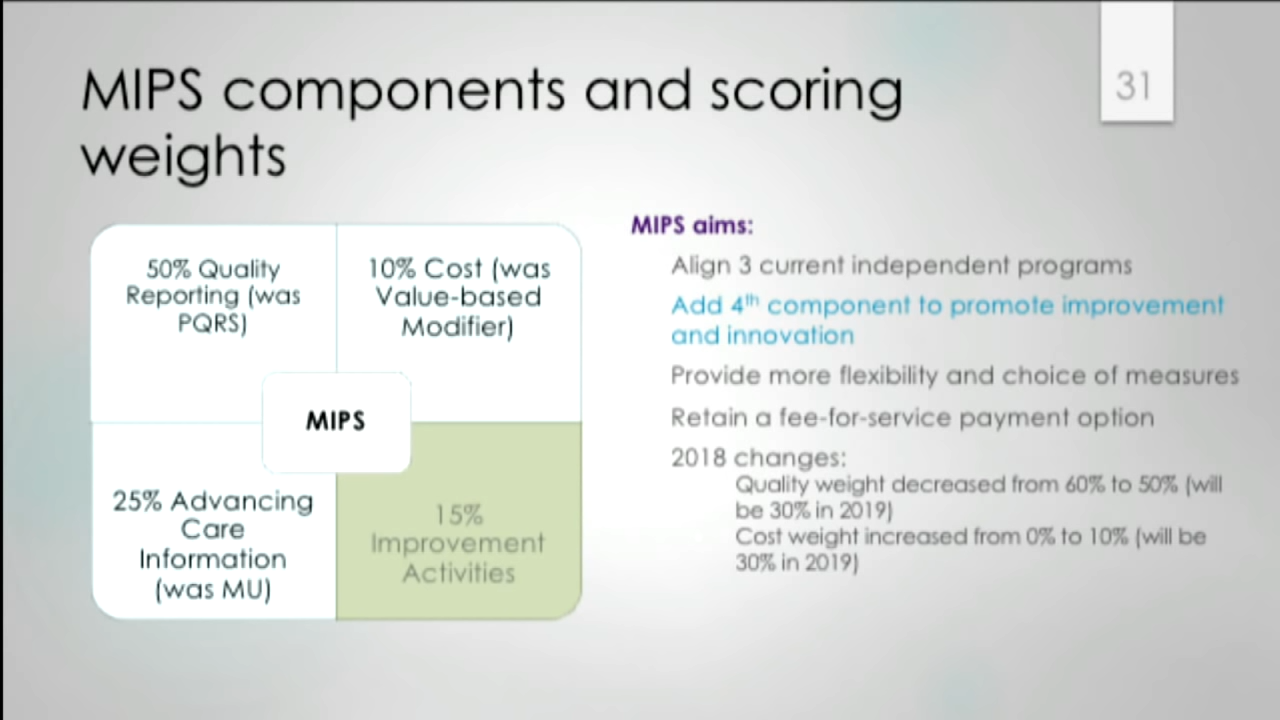 MIPS components and scoring
weights
31
50% Quality
Reporting (was
PQRS)
10% Cost (was
Value-based
Modifier)
MIPS
25% Advancing
Care
Information
(was MU)
15%
Improvement
Activities
MIPS aims:
Align 3 current independent programs
Add 4th component to promote improvement
and innovation
Provide more flexibility and choice of measures
Retain a fee-for-service payment option
2018 changes:
Quality weight decreased from 60% to 50% (will
be 30% in 2019)
Cost weight increased from 0% to 10% (will be
30% in 2019)